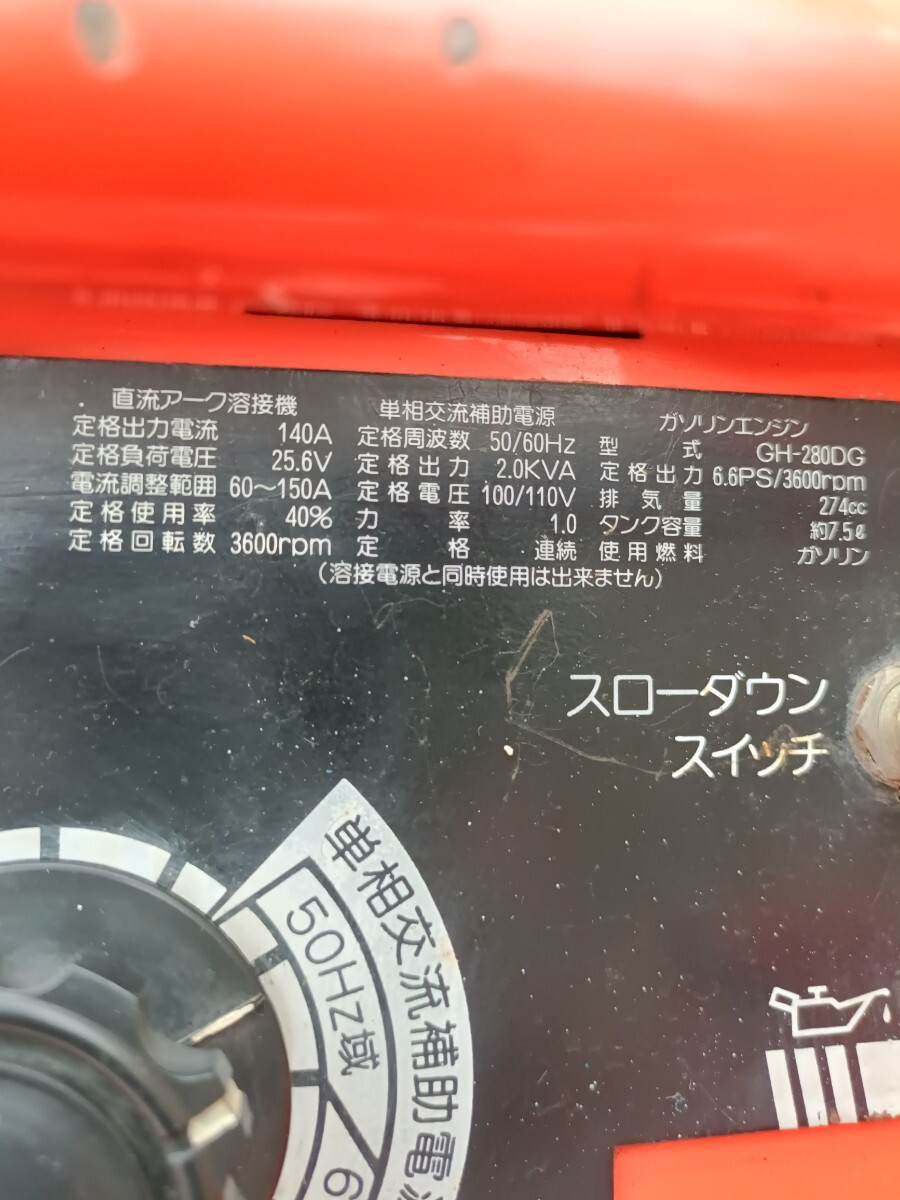 直流アーク溶接機
定格出力電流 140A
定格負荷電圧 25.6V
電流調整範囲 60〜150A
定格使用率 40%
定格回転数 3600rpm
単相交流補助電源
定格周波数 50/60Hz
定格出力 2.0KVA
定格電圧 100/110V
力率 1.0
定格 連続
(溶接電源と同時使用は出来ません)
ガソリンエンジン
型式 GH-280DG
定格出力 6.6PS/3600rpm
排気量 274cc
タンク容量 約7.5ℓ
使用燃料 ガソリン
スローダウン
スイッチ
単相交流補助電
50Hz域
6